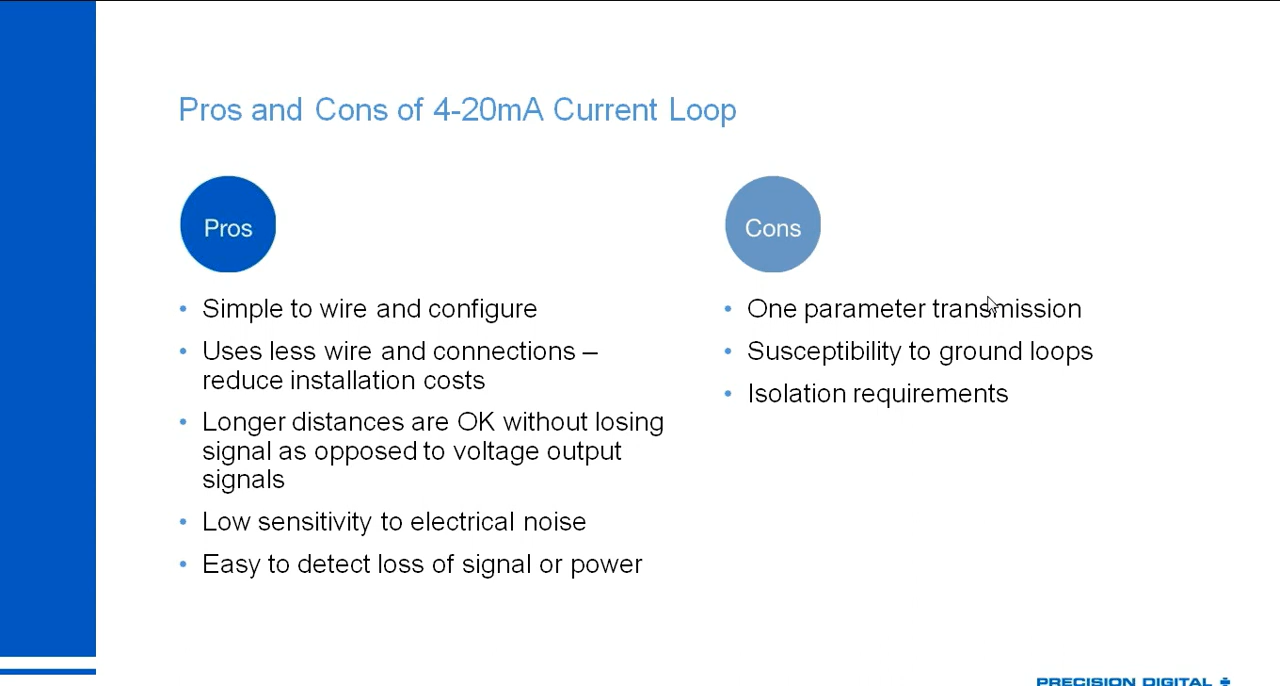 Pros and Cons of 4-20mA Current Loop
Pros
• Simple to wire and configure
• Uses less wire and connections –
reduce installation costs
• Longer distances are OK without losing
signal as opposed to voltage output
signals
• Low sensitivity to electrical noise
• Easy to detect loss of signal or power
Cons
• One parameter transmission
• Susceptibility to ground loops
• Isolation requirements
PRECISION DIGITAL